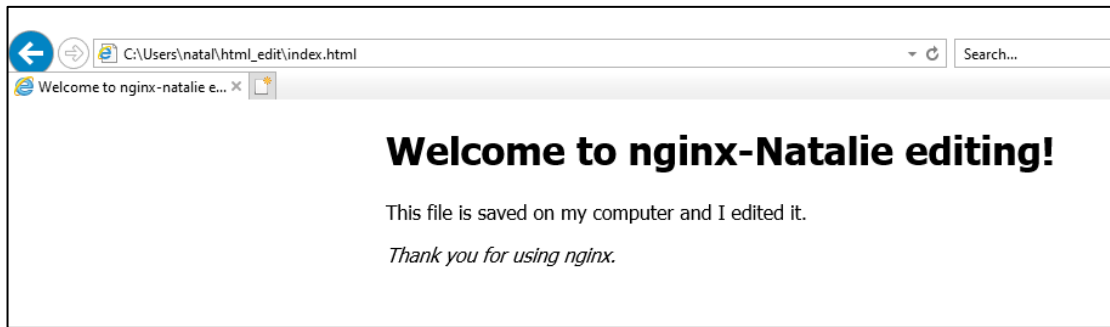 C:\Users\natal\html_edit\index.html
Search...
Welcome to nginx-natalie e...
Welcome to nginx-Natalie editing!
This file is saved on my computer and I edited it.
Thank you for using nginx.